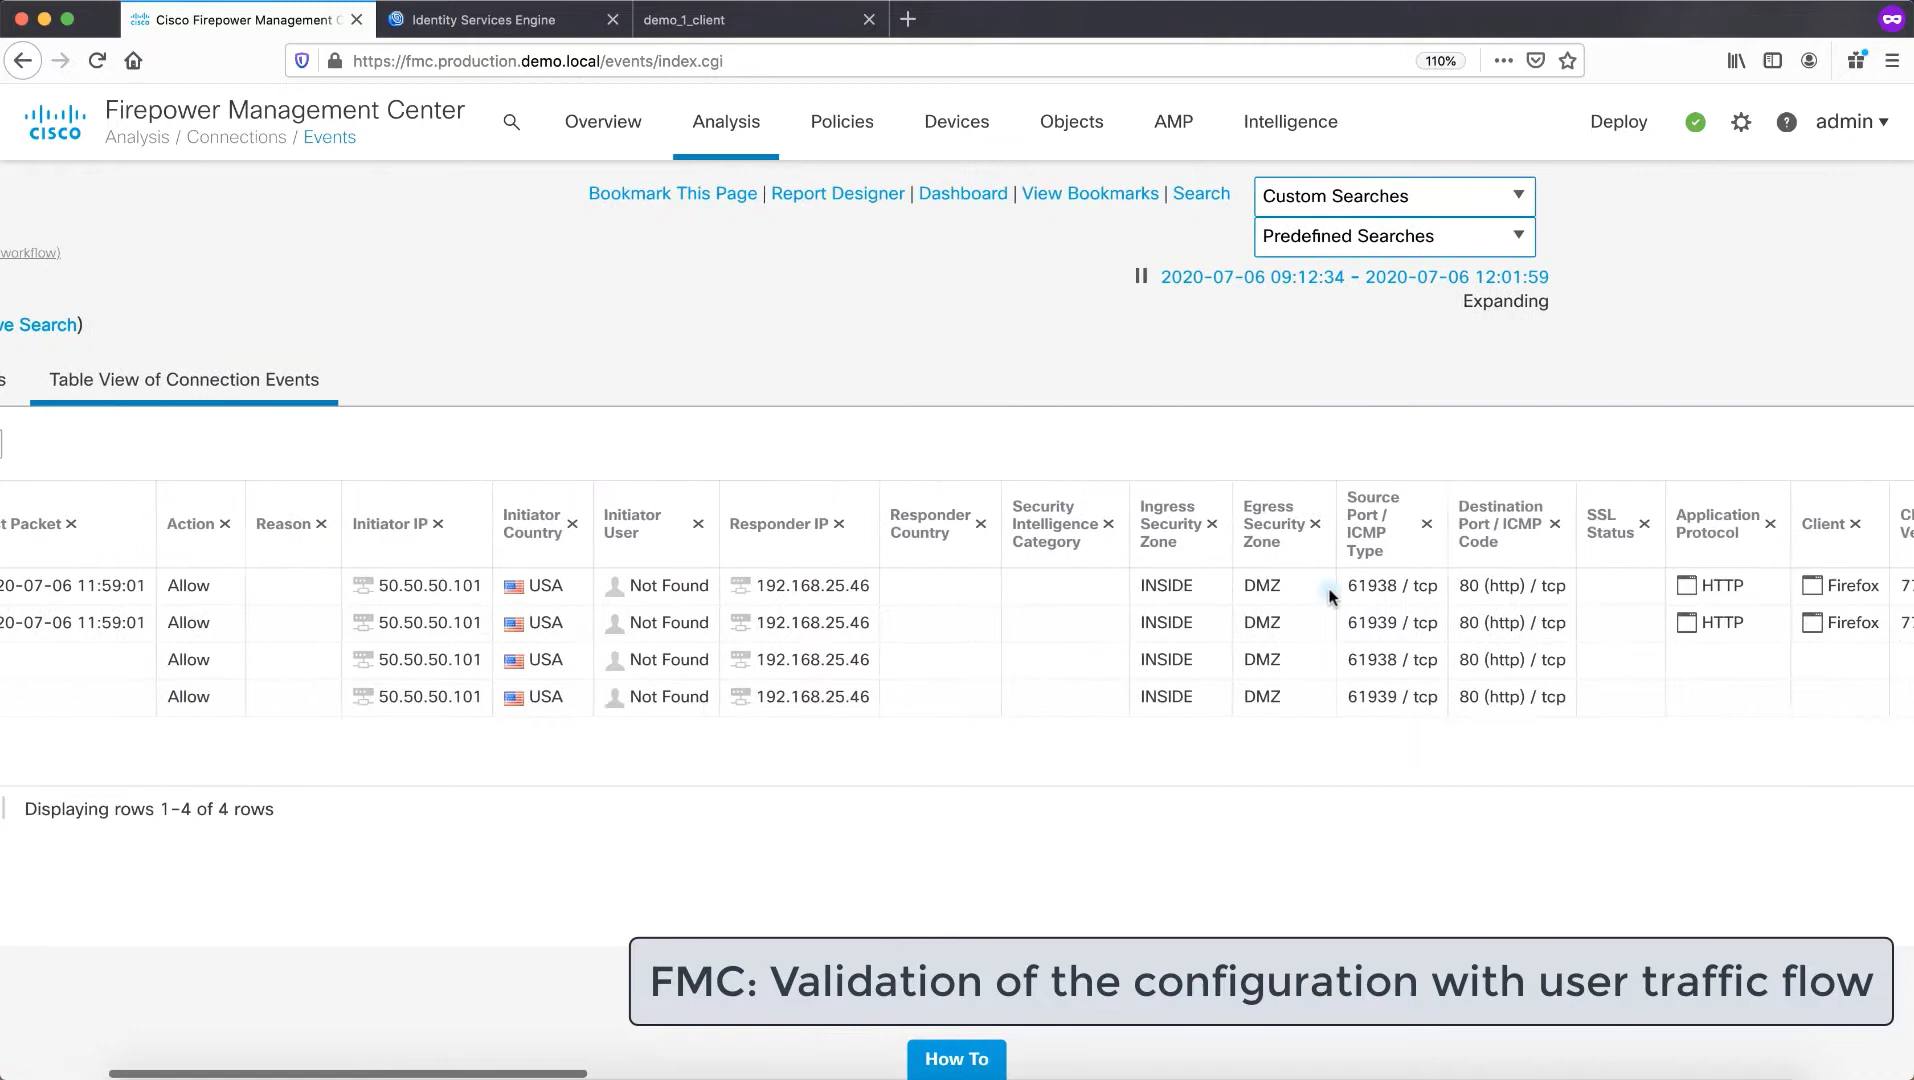 Cisco Firepower Management C
Identity Services Engine
demo_1_client
https://fmc.production.demo.local/events/index.cgi
110%
CISCO
Firepower Management Center
Analysis / Connections / Events
Overview
Analysis
Policies
Devices
Objects
AMP
Intelligence
Deploy
admin
Bookmark This Page | Report Designer | Dashboard | View Bookmarks | Search
Custom Searches
Predefined Searches
workflow)
2020-07-06 09:12:34 - 2020-07-06 12:01:59
Expanding
ve Search)
s
Table View of Connection Events
t Packet
Action
Reason
Initiator IP
Initiator
Country
Initiator
User
Responder IP
Responder
Country
Security
Intelligence
Category
Ingress
Security
Zone
Egress
Security
Zone
Source
Port /
ICMP
Type
Destination
Port / ICMP
Code
SSL
Status
Application
Protocol
Client
Cl
Ve
20-07-06 11:59:01 Allow 50.50.50.101 USA Not Found 192.168.25.46 INSIDE DMZ 61938 / tcp 80 (http) / tcp HTTP Firefox 77
20-07-06 11:59:01 Allow 50.50.50.101 USA Not Found 192.168.25.46 INSIDE DMZ 61939 / tcp 80 (http) / tcp HTTP Firefox 77
Allow 50.50.50.101 USA Not Found 192.168.25.46 INSIDE DMZ 61938 / tcp 80 (http) / tcp
Allow 50.50.50.101 USA Not Found 192.168.25.46 INSIDE DMZ 61939 / tcp 80 (http) / tcp
Displaying rows 1-4 of 4 rows
FMC: Validation of the configuration with user traffic flow
How To